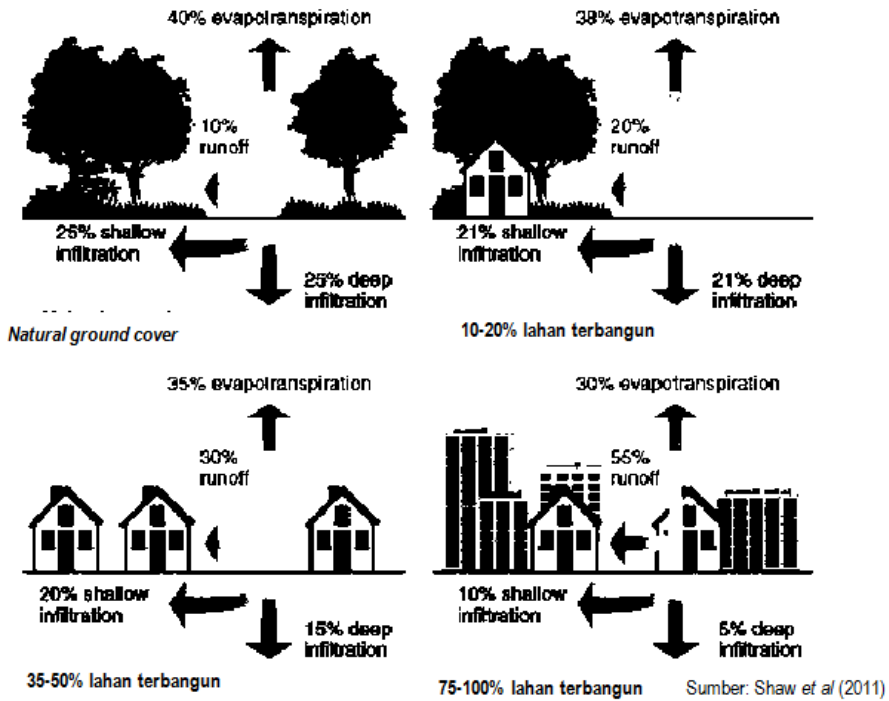 40% evapotranspiration
10%
runoff
25% shallow
infiltration
25% deep
infiltration
Natural ground cover
38% evapotranspiration
20%
runoff
21% shallow
infiltration
21% deep
infiltration
10-20% lahan terbangun
35% evapotranspiration
30%
runoff
20% shallow
infiltration
15% deep
infiltration
35-50% lahan terbangun
30% evapotranspiration
55%
runoff
10% shallow
infiltration
5% deep
infiltration
75-100% lahan terbangun
Sumber: Shaw et al (2011)